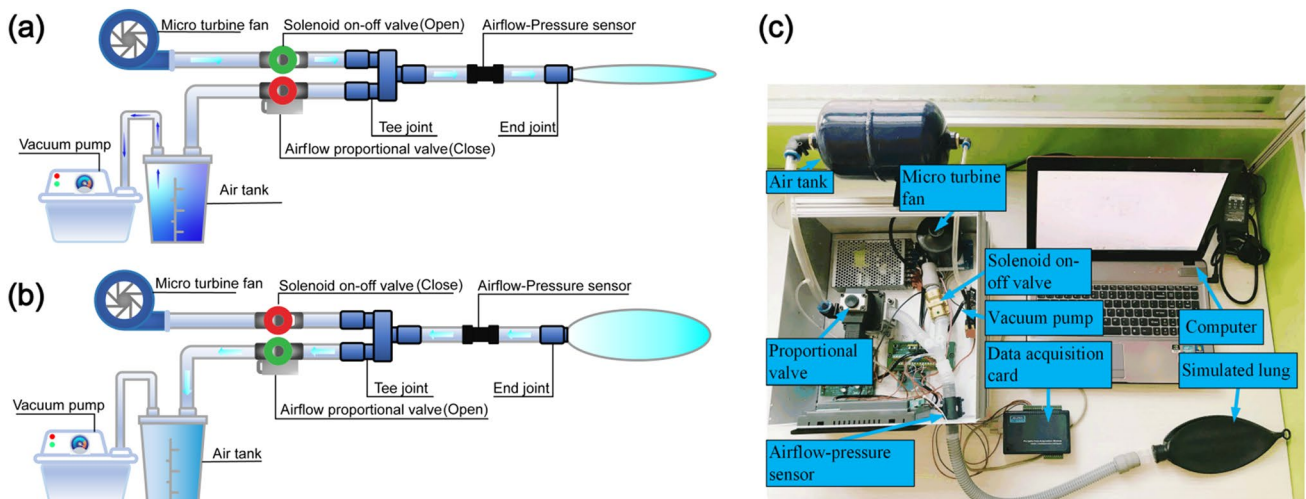 (a)
Micro turbine fan
Solenoid on-off valve(Open)
Airflow-Pressure sensor
Vacuum pump
Air tank
Tee joint
End joint
Airflow proportional valve(Close)
(b)
Micro turbine fan
Solenoid on-off valve (Close)
Airflow-Pressure sensor
Vacuum pump
Air tank
Tee joint
End joint
Airflow proportional valve(Open)
(c)
Air tank
Micro turbine
fan
Solenoid on-
off valve
Vacuum pump
Proportional
valve
Data acquisition
card
Computer
Simulated lung
Airflow-pressure
sensor